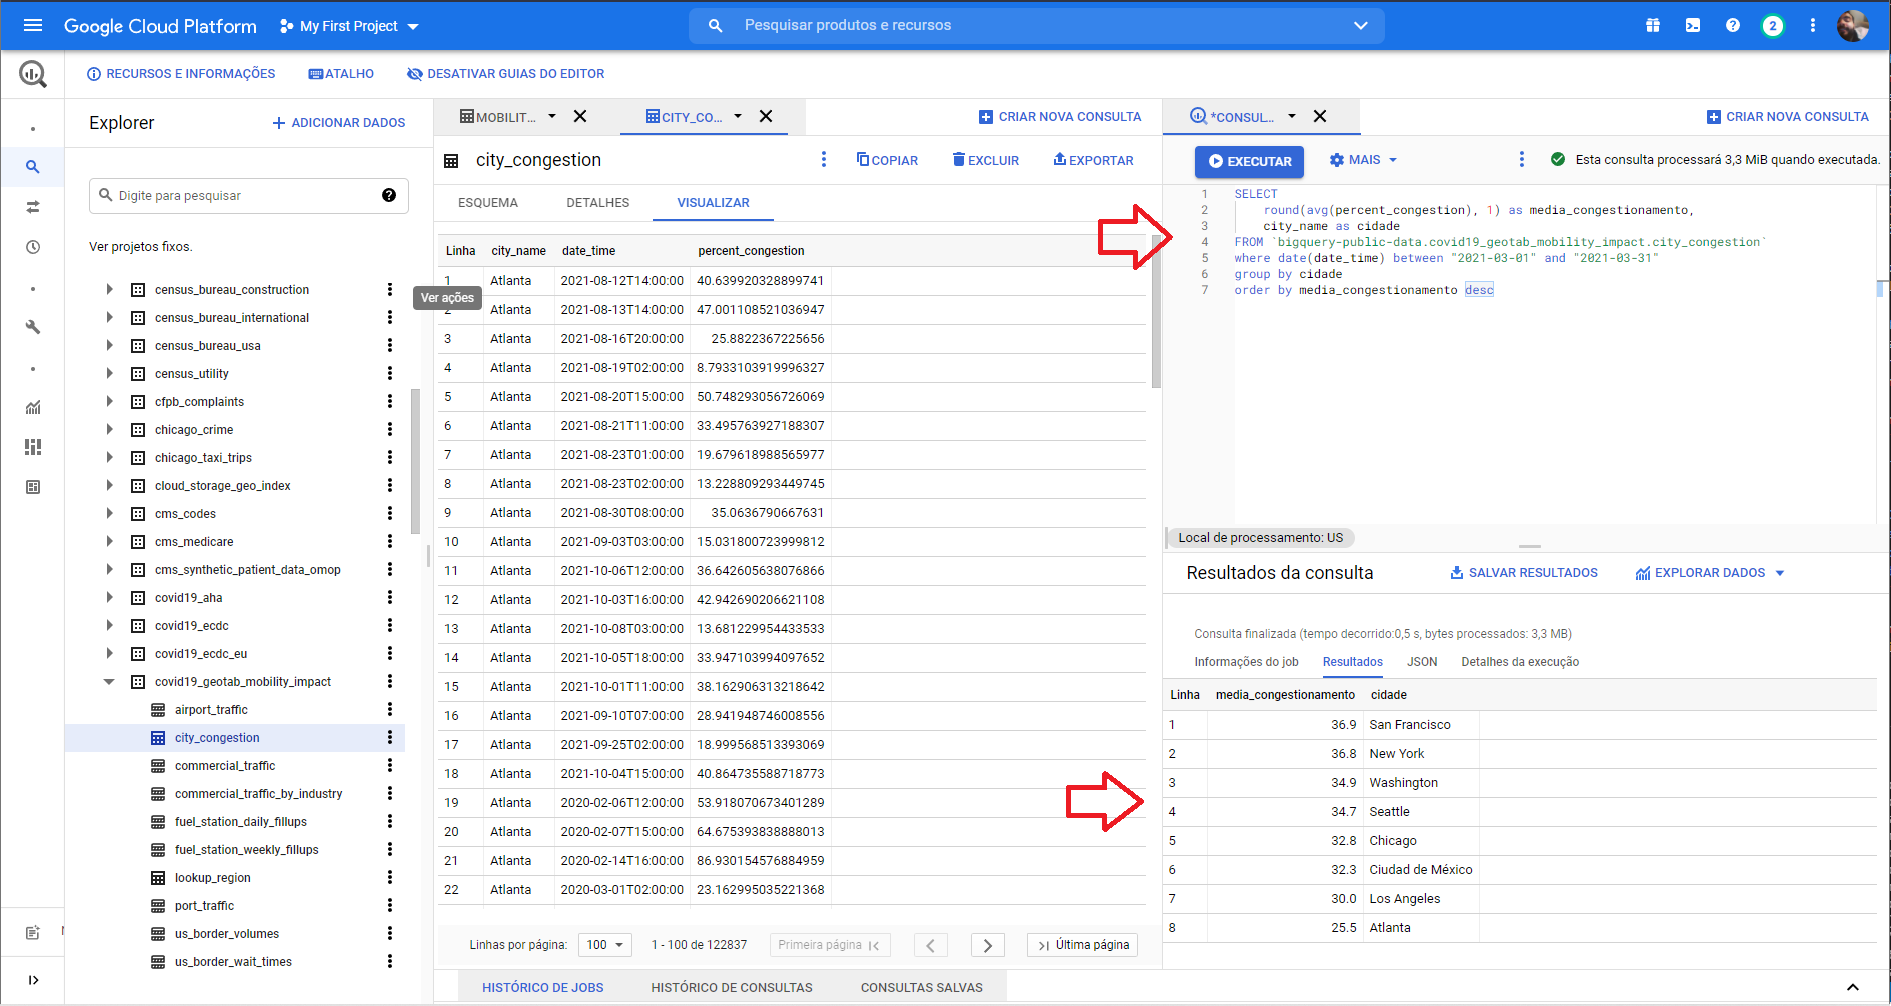 Google Cloud Platform My First Project Pesquisar produtos e recursos 2
RECURSOS E INFORMAÇÕES ATALHO DESATIVAR GUIAS DO EDITOR
Explorer ADICIONAR DADOS
Digite para pesquisar
Ver projetos fixos.
census_bureau_construction
census_bureau_international
census_bureau_usa
census_utility
cfpb_complaints
chicago_crime
chicago_taxi_trips
cloud_storage_geo_index
cms_codes
cms_medicare
cms_synthetic_patient_data_omop
covid19_aha
covid19_ecdc
covid19_ecdc_eu
covid19_geotab_mobility_impact
airport_traffic
city_congestion
commercial_traffic
commercial_traffic_by_industry
fuel_station_daily_fillups
fuel_station_weekly_fillups
lookup_region
port_traffic
us_border_volumes
us_border_wait_times
Ver ações
MOBILIT... CITY_CO... CRIAR NOVA CONSULTA
city_congestion COPIAR EXCLUIR EXPORTAR
ESQUEMA DETALHES VISUALIZAR
Linha city_name date_time percent_congestion
1 Atlanta 2021-08-12T14:00:00 40.639920328899741
2 Atlanta 2021-08-13T14:00:00 47.001108521036947
3 Atlanta 2021-08-16T20:00:00 25.8822367225656
4 Atlanta 2021-08-19T02:00:00 8.7933103919996327
5 Atlanta 2021-08-20T15:00:00 50.748293056726069
6 Atlanta 2021-08-21T11:00:00 33.495763927188307
7 Atlanta 2021-08-23T01:00:00 19.679618988565977
8 Atlanta 2021-08-23T02:00:00 13.228809293449745
9 Atlanta 2021-08-30T08:00:00 35.0636790667631
10 Atlanta 2021-09-03T03:00:00 15.031800723999812
11 Atlanta 2021-10-06T12:00:00 36.642605638076866
12 Atlanta 2021-10-03T16:00:00 42.942690206621108
13 Atlanta 2021-10-08T03:00:00 13.681229954433533
14 Atlanta 2021-10-05T18:00:00 33.947103994097652
15 Atlanta 2021-10-01T11:00:00 38.162906313218642
16 Atlanta 2021-09-10T07:00:00 28.941948746008556
17 Atlanta 2021-09-25T02:00:00 18.999568513393069
18 Atlanta 2021-10-04T15:00:00 40.864735588718773
19 Atlanta 2020-02-06T12:00:00 53.918070673401289
20 Atlanta 2020-02-07T15:00:00 64.675393838888013
21 Atlanta 2020-02-14T16:00:00 86.930154576884959
22 Atlanta 2020-03-01T02:00:00 23.162995035221368
Linhas por página: 100 1 - 100 de 122837 Primeira página Última página
*CONSUL... CRIAR NOVA CONSULTA
EXECUTAR MAIS Esta consulta processará 3,3 MiB quando executada.
1 SELECT
2 round(avg(percent_congestion), 1) as media_congestionamento,
3 city_name as cidade
4 FROM `bigquery-public-data.covid19_geotab_mobility_impact.city_congestion`
5 where date(date_time) between "2021-03-01" and "2021-03-31"
6 group by cidade
7 order by media_congestionamento desc
Local de processamento: US
Resultados da consulta SALVAR RESULTADOS EXPLORAR DADOS
Consulta finalizada (tempo decorrido:0,5 s, bytes processados: 3,3 MB)
Informações do job Resultados JSON Detalhes da execução
Linha media_congestionamento cidade
1 36.9 San Francisco
2 36.8 New York
3 34.9 Washington
4 34.7 Seattle
5 32.8 Chicago
6 32.3 Ciudad de México
7 30.0 Los Angeles
8 25.5 Atlanta
HISTÓRICO DE JOBS HISTÓRICO DE CONSULTAS CONSULTAS SALVAS